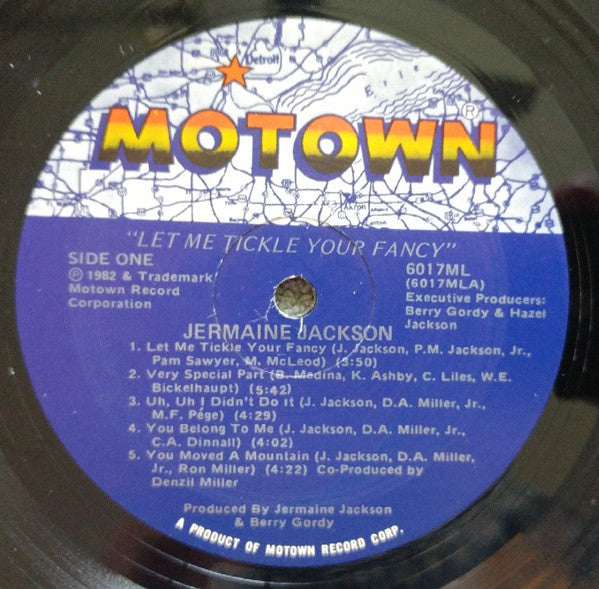 Detroit
Erie
MOTOWN®
Akron
Canton
"LET ME TICKLE YOUR FANCY"
SIDE ONE
℗ 1982 & Trademark
Motown Record
Corporation
6017ML
(6017MLA)
Executive Producers:
Berry Gordy & Hazel
Jackson
JERMAINE JACKSON
1. Let Me Tickle Your Fancy (J. Jackson, P.M. Jackson, Jr.,
Pam Sawyer, M. McLeod) (3:50)
2. Very Special Part (B. Medina, K. Ashby, C. Liles, W.E.
Bickelhaupt) (5:42)
3. Uh, Uh I Didn't Do It (J. Jackson, D.A. Miller, Jr.,
M.F. Pége) (4:29)
4. You Belong To Me (J. Jackson, D.A. Miller, Jr.,
C.A. Dinnall) (4:02)
5. You Moved A Mountain (J. Jackson, D.A. Miller,
Jr., Ron Miller) (4:22) Co-Produced by
Denzil Miller
Produced By Jermaine Jackson
& Berry Gordy
A PRODUCT OF MOTOWN RECORD CORP.